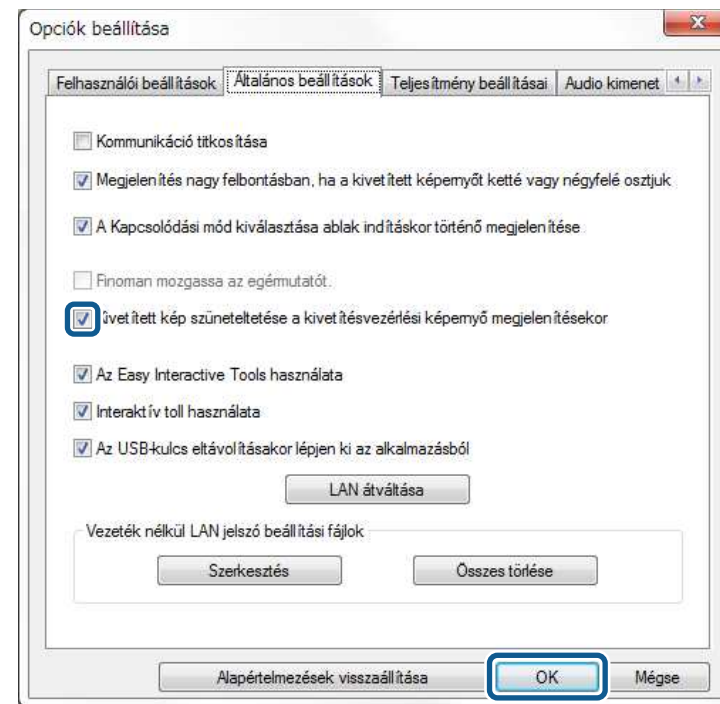 Opciók beállítása
Felhasználói beállítások Általános beállítások Teljesítmény beállításai Audio kimenet
Kommunikáció titkosítása
Megjelenítés nagy felbontásban, ha a kivetített képernyőt ketté vagy négyfelé osztjuk
A Kapcsolódási mód kiválasztása ablak indításkor történő megjelenítése
Finoman mozgassa az egérmutatót.
ivetített kép szüneteltetése a kivetítésvezérlési képernyő megjelenítésekor
Az Easy Interactive Tools használata
Interaktív toll használata
Az USB-kulcs eltávolításakor lépjen ki az alkalmazásból
LAN átváltása
Vezeték nélkül LAN jelszó beállítási fájlok
Szerkesztés Összes törlése
Alapértelmezések visszaállítása OK Mégse